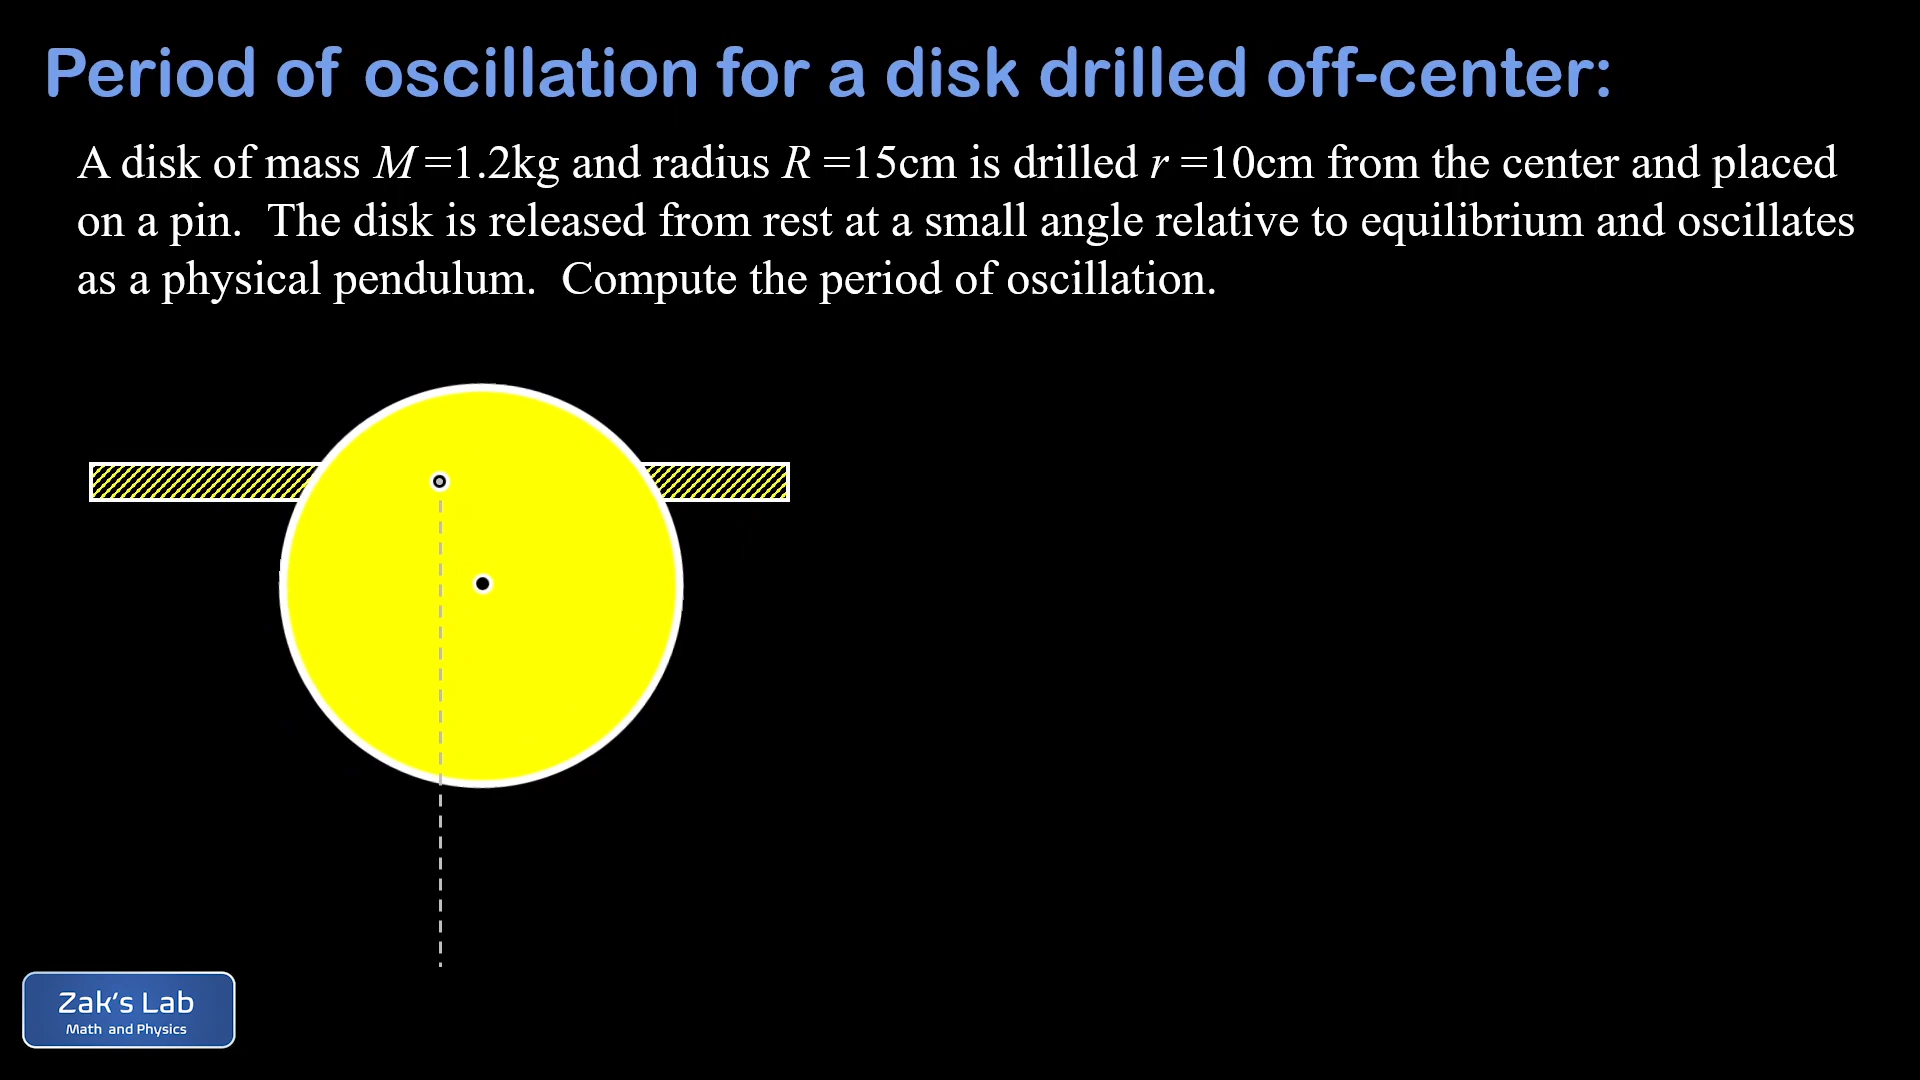 Period of oscillation for a disk drilled off-center:
A disk of mass M=1.2kg and radius R =15cm is drilled r =10cm from the center and placed
on a pin.  The disk is released from rest at a small angle relative to equilibrium and oscillates
as a physical pendulum.  Compute the period of oscillation.
Zak's Lab
Math and Physics